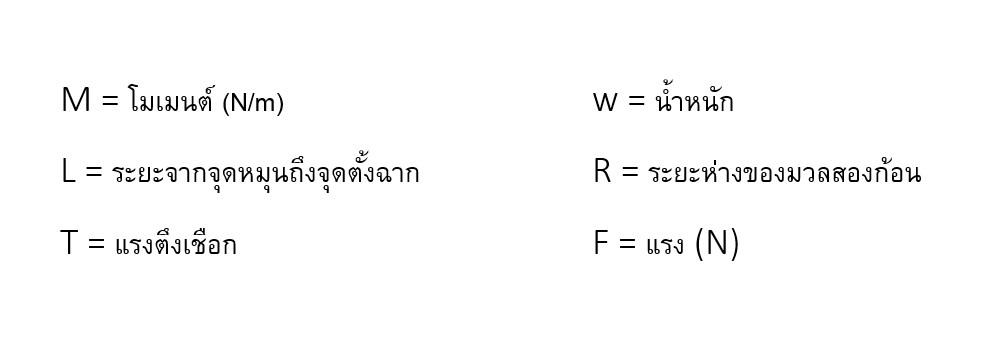 M = โมเมนต์ (N/m)
L = ระยะจากจุดหมุนถึงจุดตั้งฉาก
T = แรงตึงเชือก
w = น้ำหนัก
R = ระยะห่างของมวลสองก้อน
F = แรง (N)